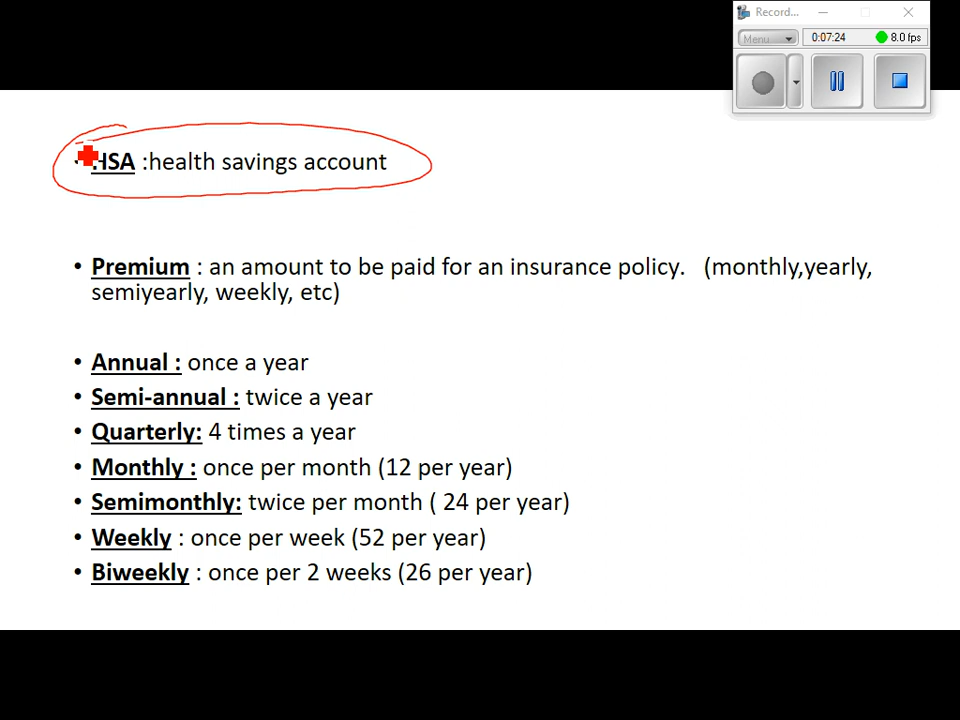 Record...
Menu
0:07:24
8.0 fps
• HSA :health savings account
• Premium : an amount to be paid for an insurance policy. (monthly,yearly,
semiyearly, weekly, etc)
• Annual : once a year
• Semi-annual : twice a year
• Quarterly: 4 times a year
• Monthly : once per month (12 per year)
• Semimonthly: twice per month ( 24 per year)
• Weekly : once per week (52 per year)
• Biweekly : once per 2 weeks (26 per year)